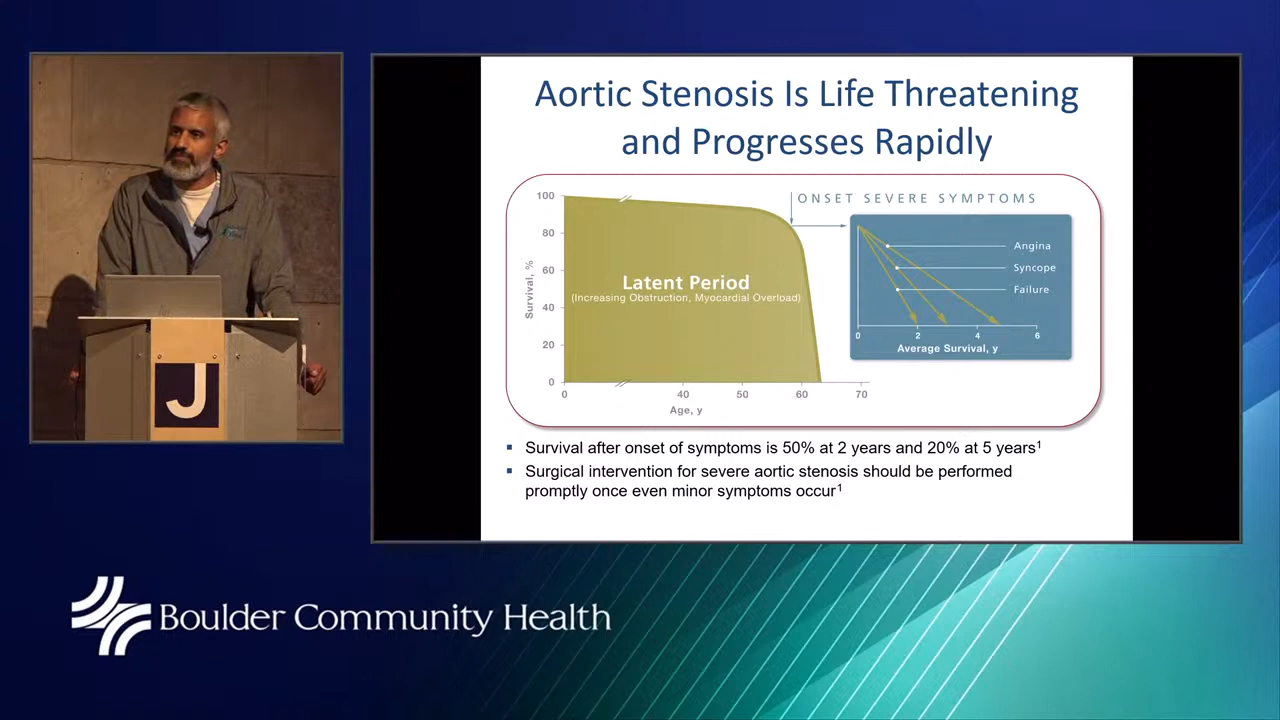 Aortic Stenosis Is Life Threatening
and Progresses Rapidly
100
80
60
40
20
0
Survival, %
Latent Period
(Increasing Obstruction, Myocardial Overload)
0
40
50
60
70
Age, y
ONSET SEVERE SYMPTOMS
Angina
Syncope
Failure
0
2
4
6
Average Survival, y
▪ Survival after onset of symptoms is 50% at 2 years and 20% at 5 years¹
▪ Surgical intervention for severe aortic stenosis should be performed
promptly once even minor symptoms occur¹
J
Boulder Community Health